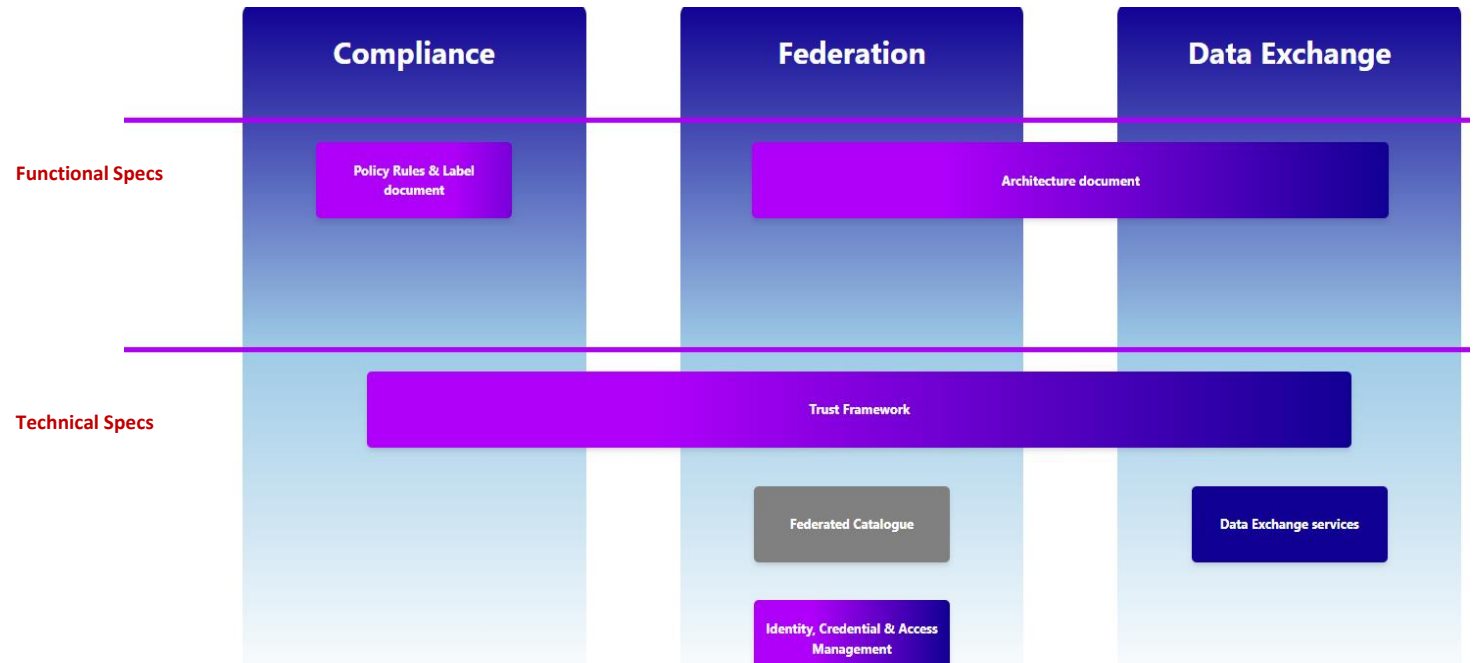 Compliance
Federation
Data Exchange
Functional Specs
Policy Rules & Label
document
Architecture document
Technical Specs
Trust Framework
Federated Catalogue
Data Exchange services
Identity, Credential & Access
Management